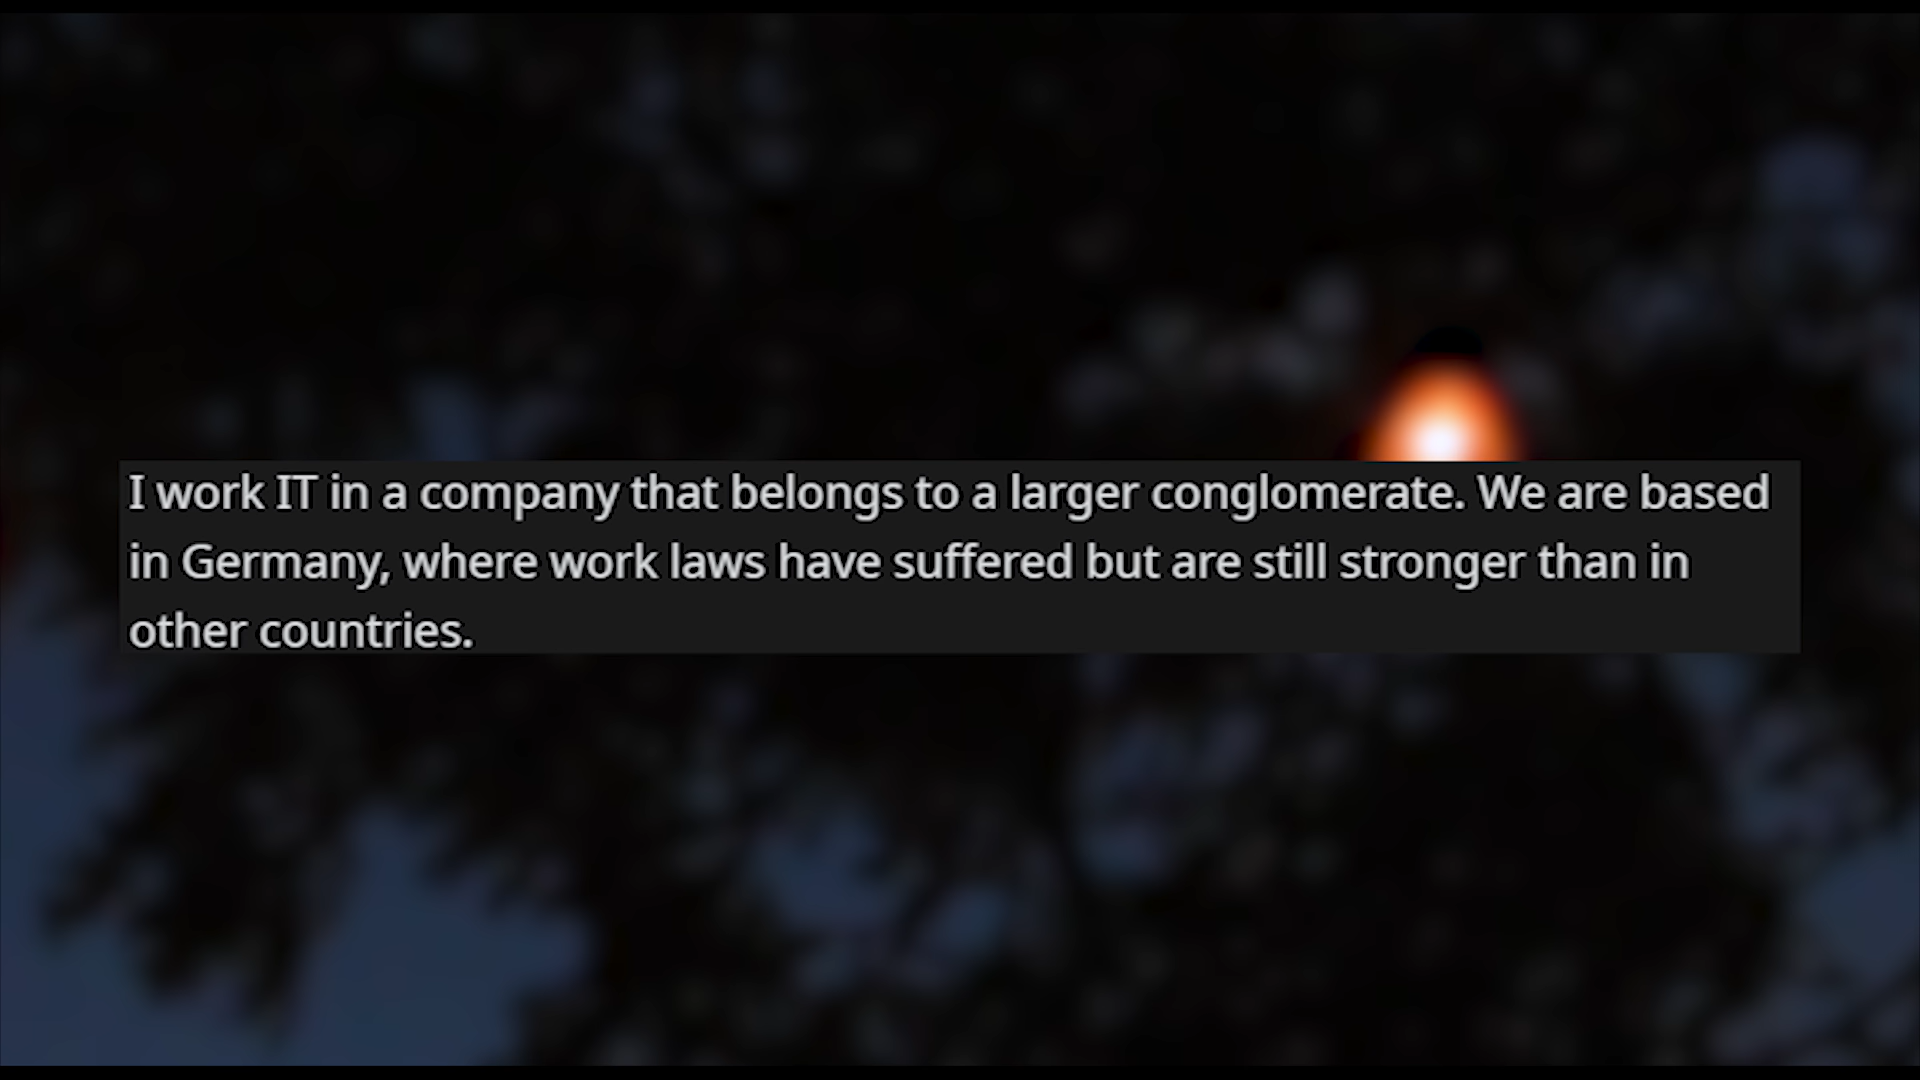 I work IT in a company that belongs to a larger conglomerate. We are based
in Germany, where work laws have suffered but are still stronger than in
other countries.